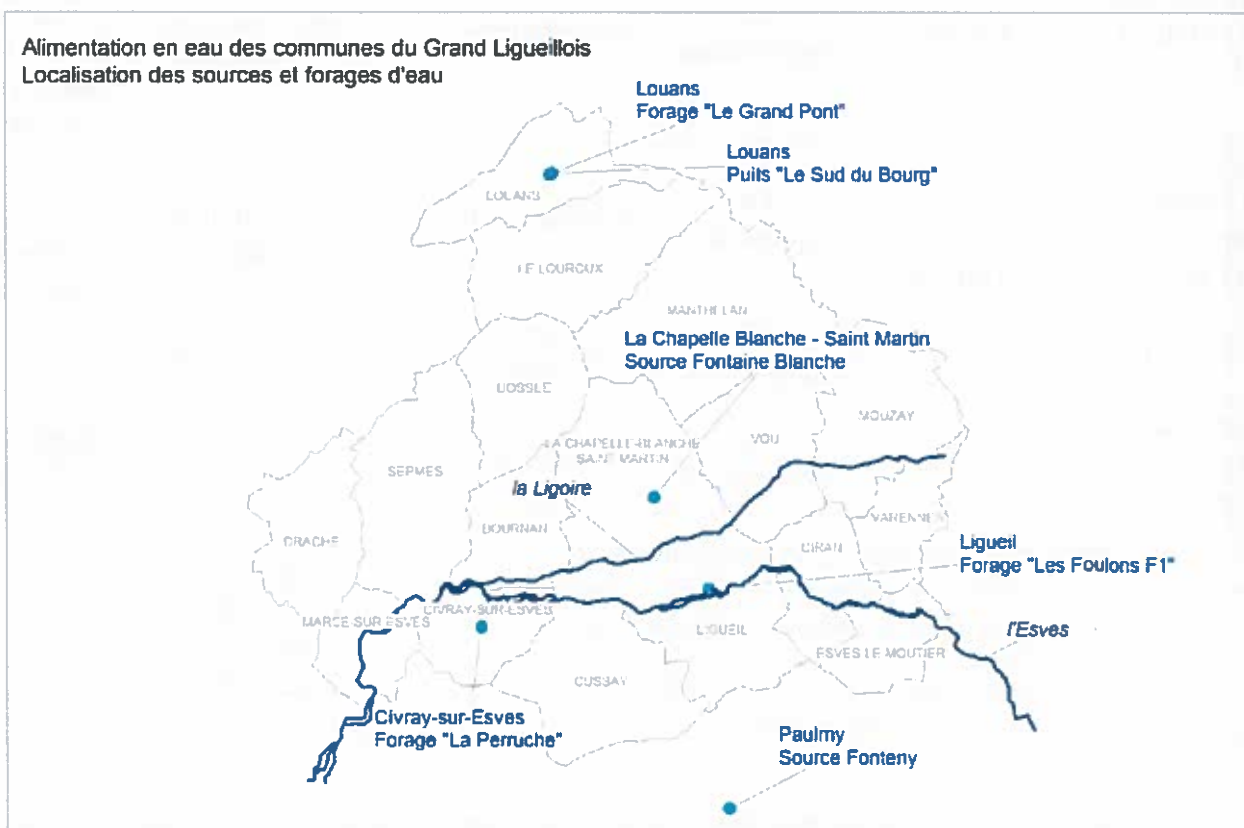 Alimentation en eau des communes du Grand Ligueillois
Localisation des sources et forages d'eau
Louans
Forage "Le Grand Pont"
Louans
Puits "Le Sud du Bourg"
LOUANS
LE LOUROUX
MANTHELAN
La Chapelle Blanche - Saint Martin
Source Fontaine Blanche
BOSSEE
MOUZAY
LA CHAPELLE-BLANCHE
SAINT MARTIN
VOU
SEPMES
la Ligoire
VARENNES
BOURNAN
DRACHE
CIRAN
Ligueil
Forage "Les Foulons F1"
CIVRAY-SUR-ESVES
MARCE-SUR ESVES
LIGUEIL
l'Esves
ESVES LE MOUTIER
CUSSAY
Civray-sur-Esves
Forage "La Perruche"
Paulmy
Source Fonteny